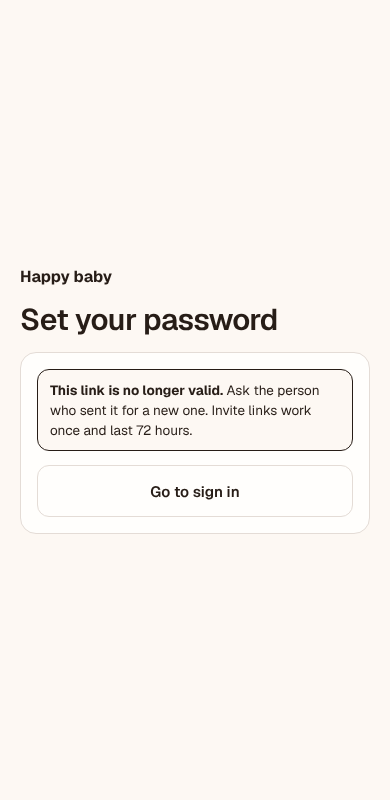 Happy baby
Set your password
This link is no longer valid. Ask the person
who sent it for a new one. Invite links work
once and last 72 hours.
Go to sign in